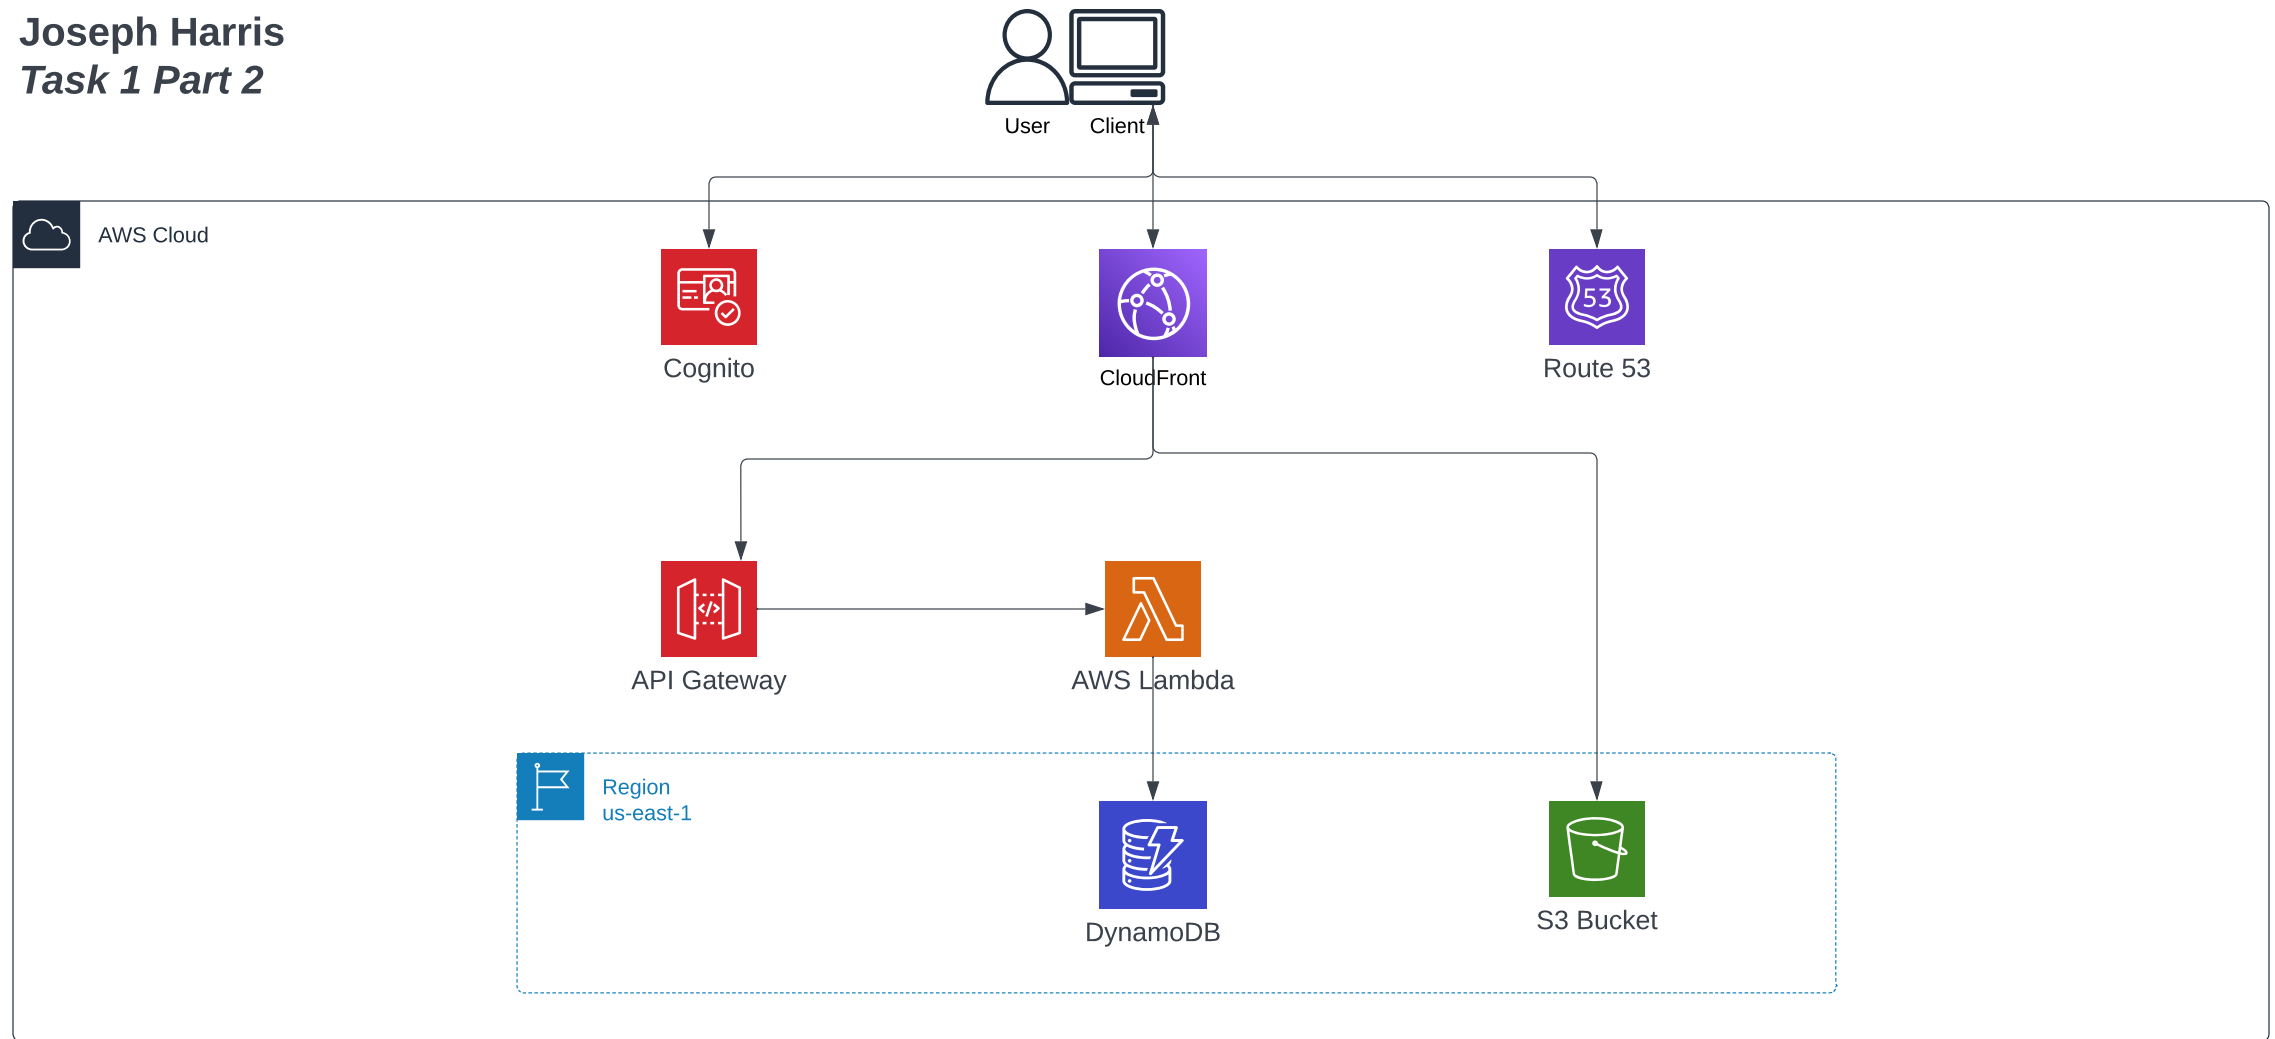 Joseph Harris
Task 1 Part 2
User
Client
AWS Cloud
Cognito
CloudFront
53
Route 53
API Gateway
AWS Lambda
Region
us-east-1
DynamoDB
S3 Bucket